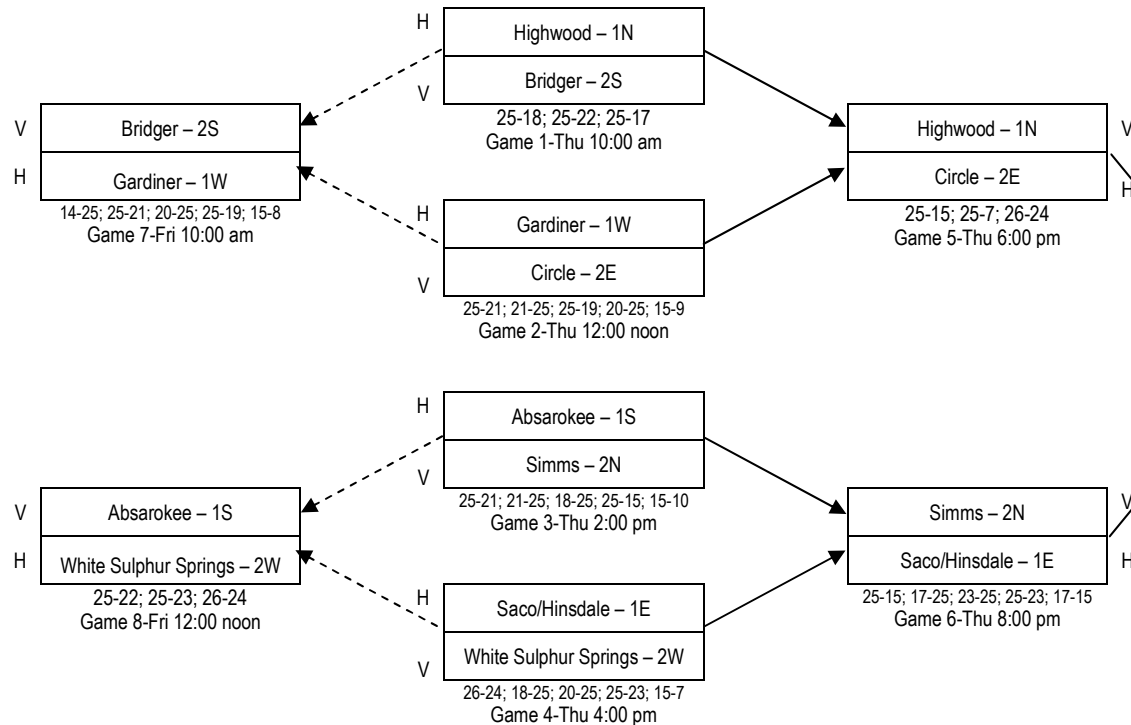 H
Highwood – 1N
V
Bridger – 2S
25-18; 25-22; 25-17
Game 1-Thu 10:00 am
V
Bridger – 2S
H
Gardiner – 1W
14-25; 25-21; 20-25; 25-19; 15-8
Game 7-Fri 10:00 am
Highwood – 1N
V
Circle – 2E
H
25-15; 25-7; 26-24
Game 5-Thu 6:00 pm
H
Gardiner – 1W
V
Circle – 2E
25-21; 21-25; 25-19; 20-25; 15-9
Game 2-Thu 12:00 noon
H
Absarokee – 1S
V
Simms – 2N
25-21; 21-25; 18-25; 25-15; 15-10
Game 3-Thu 2:00 pm
V
Absarokee – 1S
H
White Sulphur Springs – 2W
25-22; 25-23; 26-24
Game 8-Fri 12:00 noon
Simms – 2N
V
Saco/Hinsdale – 1E
H
25-15; 17-25; 23-25; 25-23; 17-15
Game 6-Thu 8:00 pm
H
Saco/Hinsdale – 1E
V
White Sulphur Springs – 2W
26-24; 18-25; 20-25; 25-23; 15-7
Game 4-Thu 4:00 pm